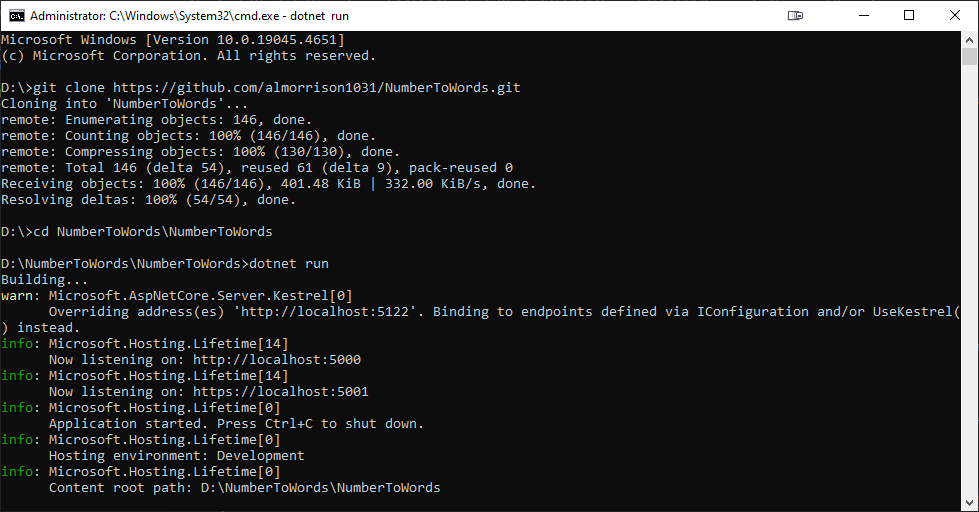 Administrator: C:\Windows\System32\cmd.exe - dotnet  run
Microsoft Windows [Version 10.0.19045.4651]
(c) Microsoft Corporation. All rights reserved.
D:\>git clone https://github.com/almorrison1031/NumberToWords.git
Cloning into 'NumberToWords'...
remote: Enumerating objects: 146, done.
remote: Counting objects: 100% (146/146), done.
remote: Compressing objects: 100% (130/130), done.
remote: Total 146 (delta 54), reused 61 (delta 9), pack-reused 0
Receiving objects: 100% (146/146), 401.48 KiB | 332.00 KiB/s, done.
Resolving deltas: 100% (54/54), done.
D:\>cd NumberToWords\NumberToWords
D:\NumberToWords\NumberToWords>dotnet run
Building...
warn: Microsoft.AspNetCore.Server.Kestrel[0]
      Overriding address(es) 'http://localhost:5122'. Binding to endpoints defined via IConfiguration and/or UseKestrel(
) instead.
info: Microsoft.Hosting.Lifetime[14]
      Now listening on: http://localhost:5000
info: Microsoft.Hosting.Lifetime[14]
      Now listening on: https://localhost:5001
info: Microsoft.Hosting.Lifetime[0]
      Application started. Press Ctrl+C to shut down.
info: Microsoft.Hosting.Lifetime[0]
      Hosting environment: Development
info: Microsoft.Hosting.Lifetime[0]
      Content root path: D:\NumberToWords\NumberToWords